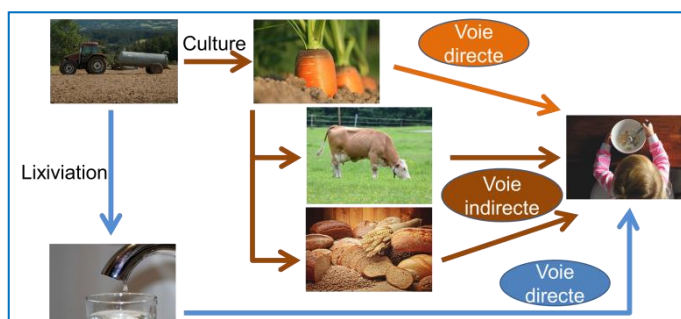 Culture
Voie
directe
Lixiviation
Voie
indirecte
Voie
directe